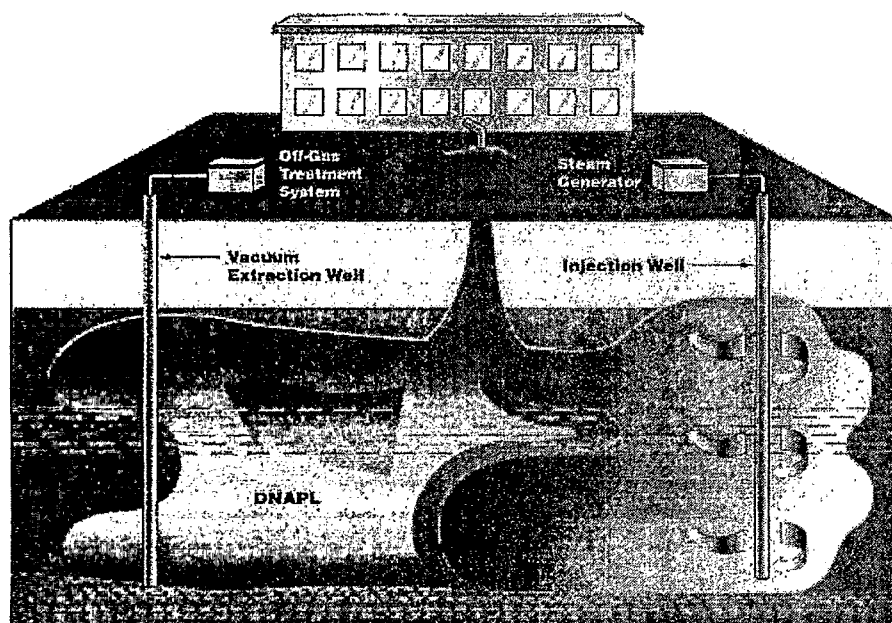 Off-Gas
Treatment
System
Steam
Generator
Vacuum
Extraction Well
Injection Well
DNAPL